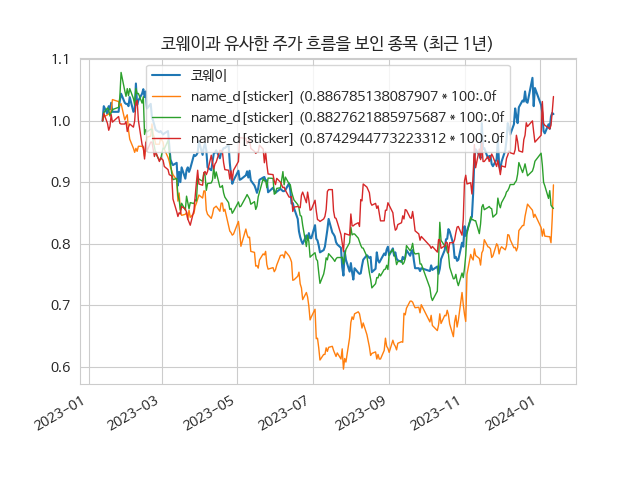 코웨이과 유사한 주가 흐름을 보인 종목 (최근 1년)
코웨이
name_d[sticker] (0.886785138087907 * 100:.0f
name_d[sticker] (0.8827621885975687 * 100:.0f
name_d[sticker] (0.8742944773223312 * 100:.0f
1.1
1.0
0.9
0.8
0.7
0.6
2023-01
2023-03
2023-05
2023-07
2023-09
2023-11
2024-01